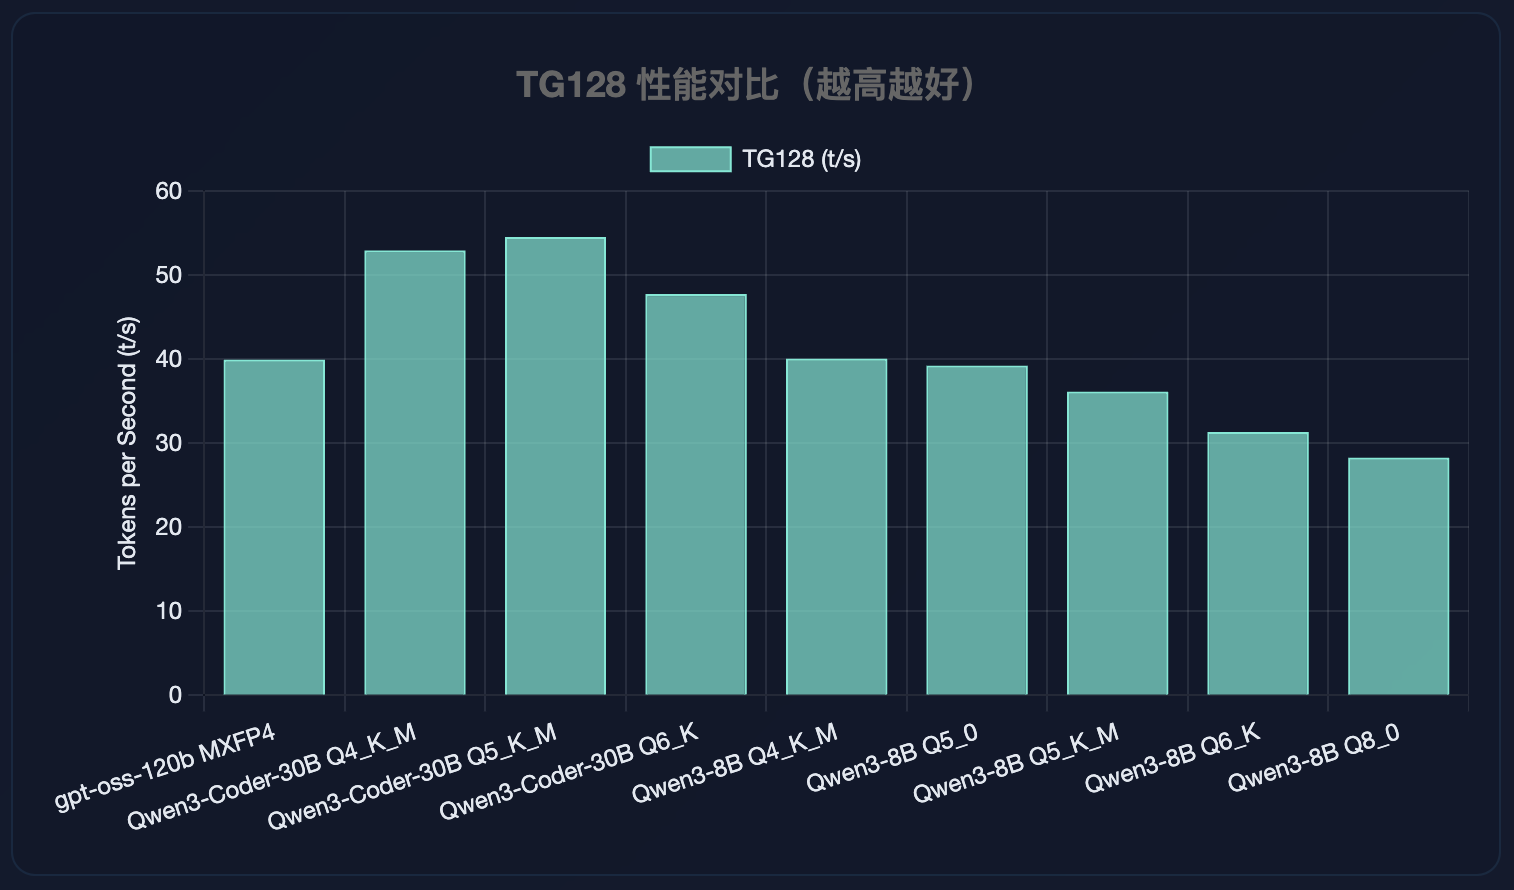 TG128 性能对比（越高越好）
TG128 (t/s)
Tokens per Second (t/s)
60
50
40
30
20
10
0
gpt-oss-120b MXFP4
Qwen3-Coder-30B Q4_K_M
Qwen3-Coder-30B Q5_K_M
Qwen3-Coder-30B Q6_K
Qwen3-8B Q4_K_M
Qwen3-8B Q5_0
Qwen3-8B Q5_K_M
Qwen3-8B Q6_K
Qwen3-8B Q8_0